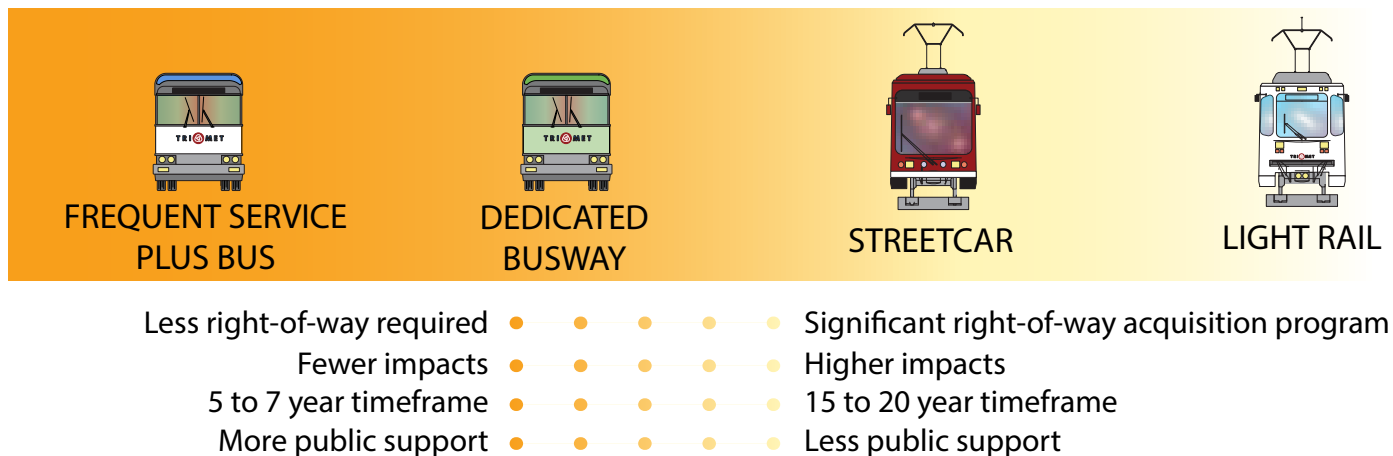 TRI MET
TRI MET
TRI MET
FREQUENT SERVICE
PLUS BUS
DEDICATED
BUSWAY
STREETCAR
LIGHT RAIL
Less right-of-way required
Significant right-of-way acquisition program
Fewer impacts
Higher impacts
5 to 7 year timeframe
15 to 20 year timeframe
More public support
Less public support